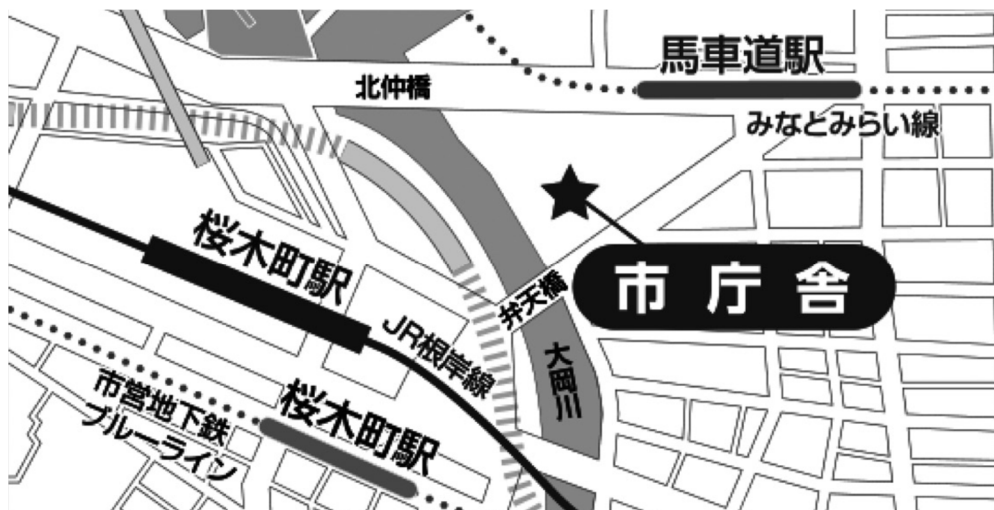 馬車道駅
北仲橋
みなとみらい線
桜木町駅
市庁舎
弁天橋
JR根岸線
大岡川
市営地下鉄
ブルーライン
桜木町駅